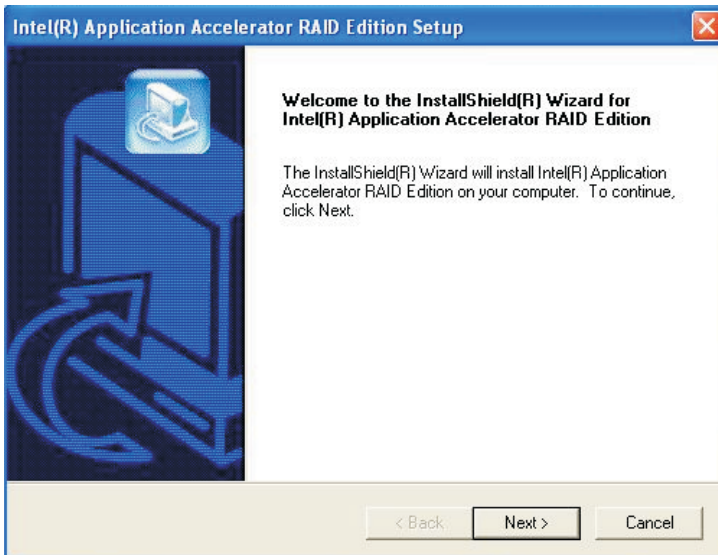 Intel(R) Application Accelerator RAID Edition Setup
Welcome to the InstallShield(R) Wizard for
Intel(R) Application Accelerator RAID Edition
The InstallShield(R) Wizard will install Intel(R) Application
Accelerator RAID Edition on your computer. To continue,
click Next.
< Back
Next >
Cancel